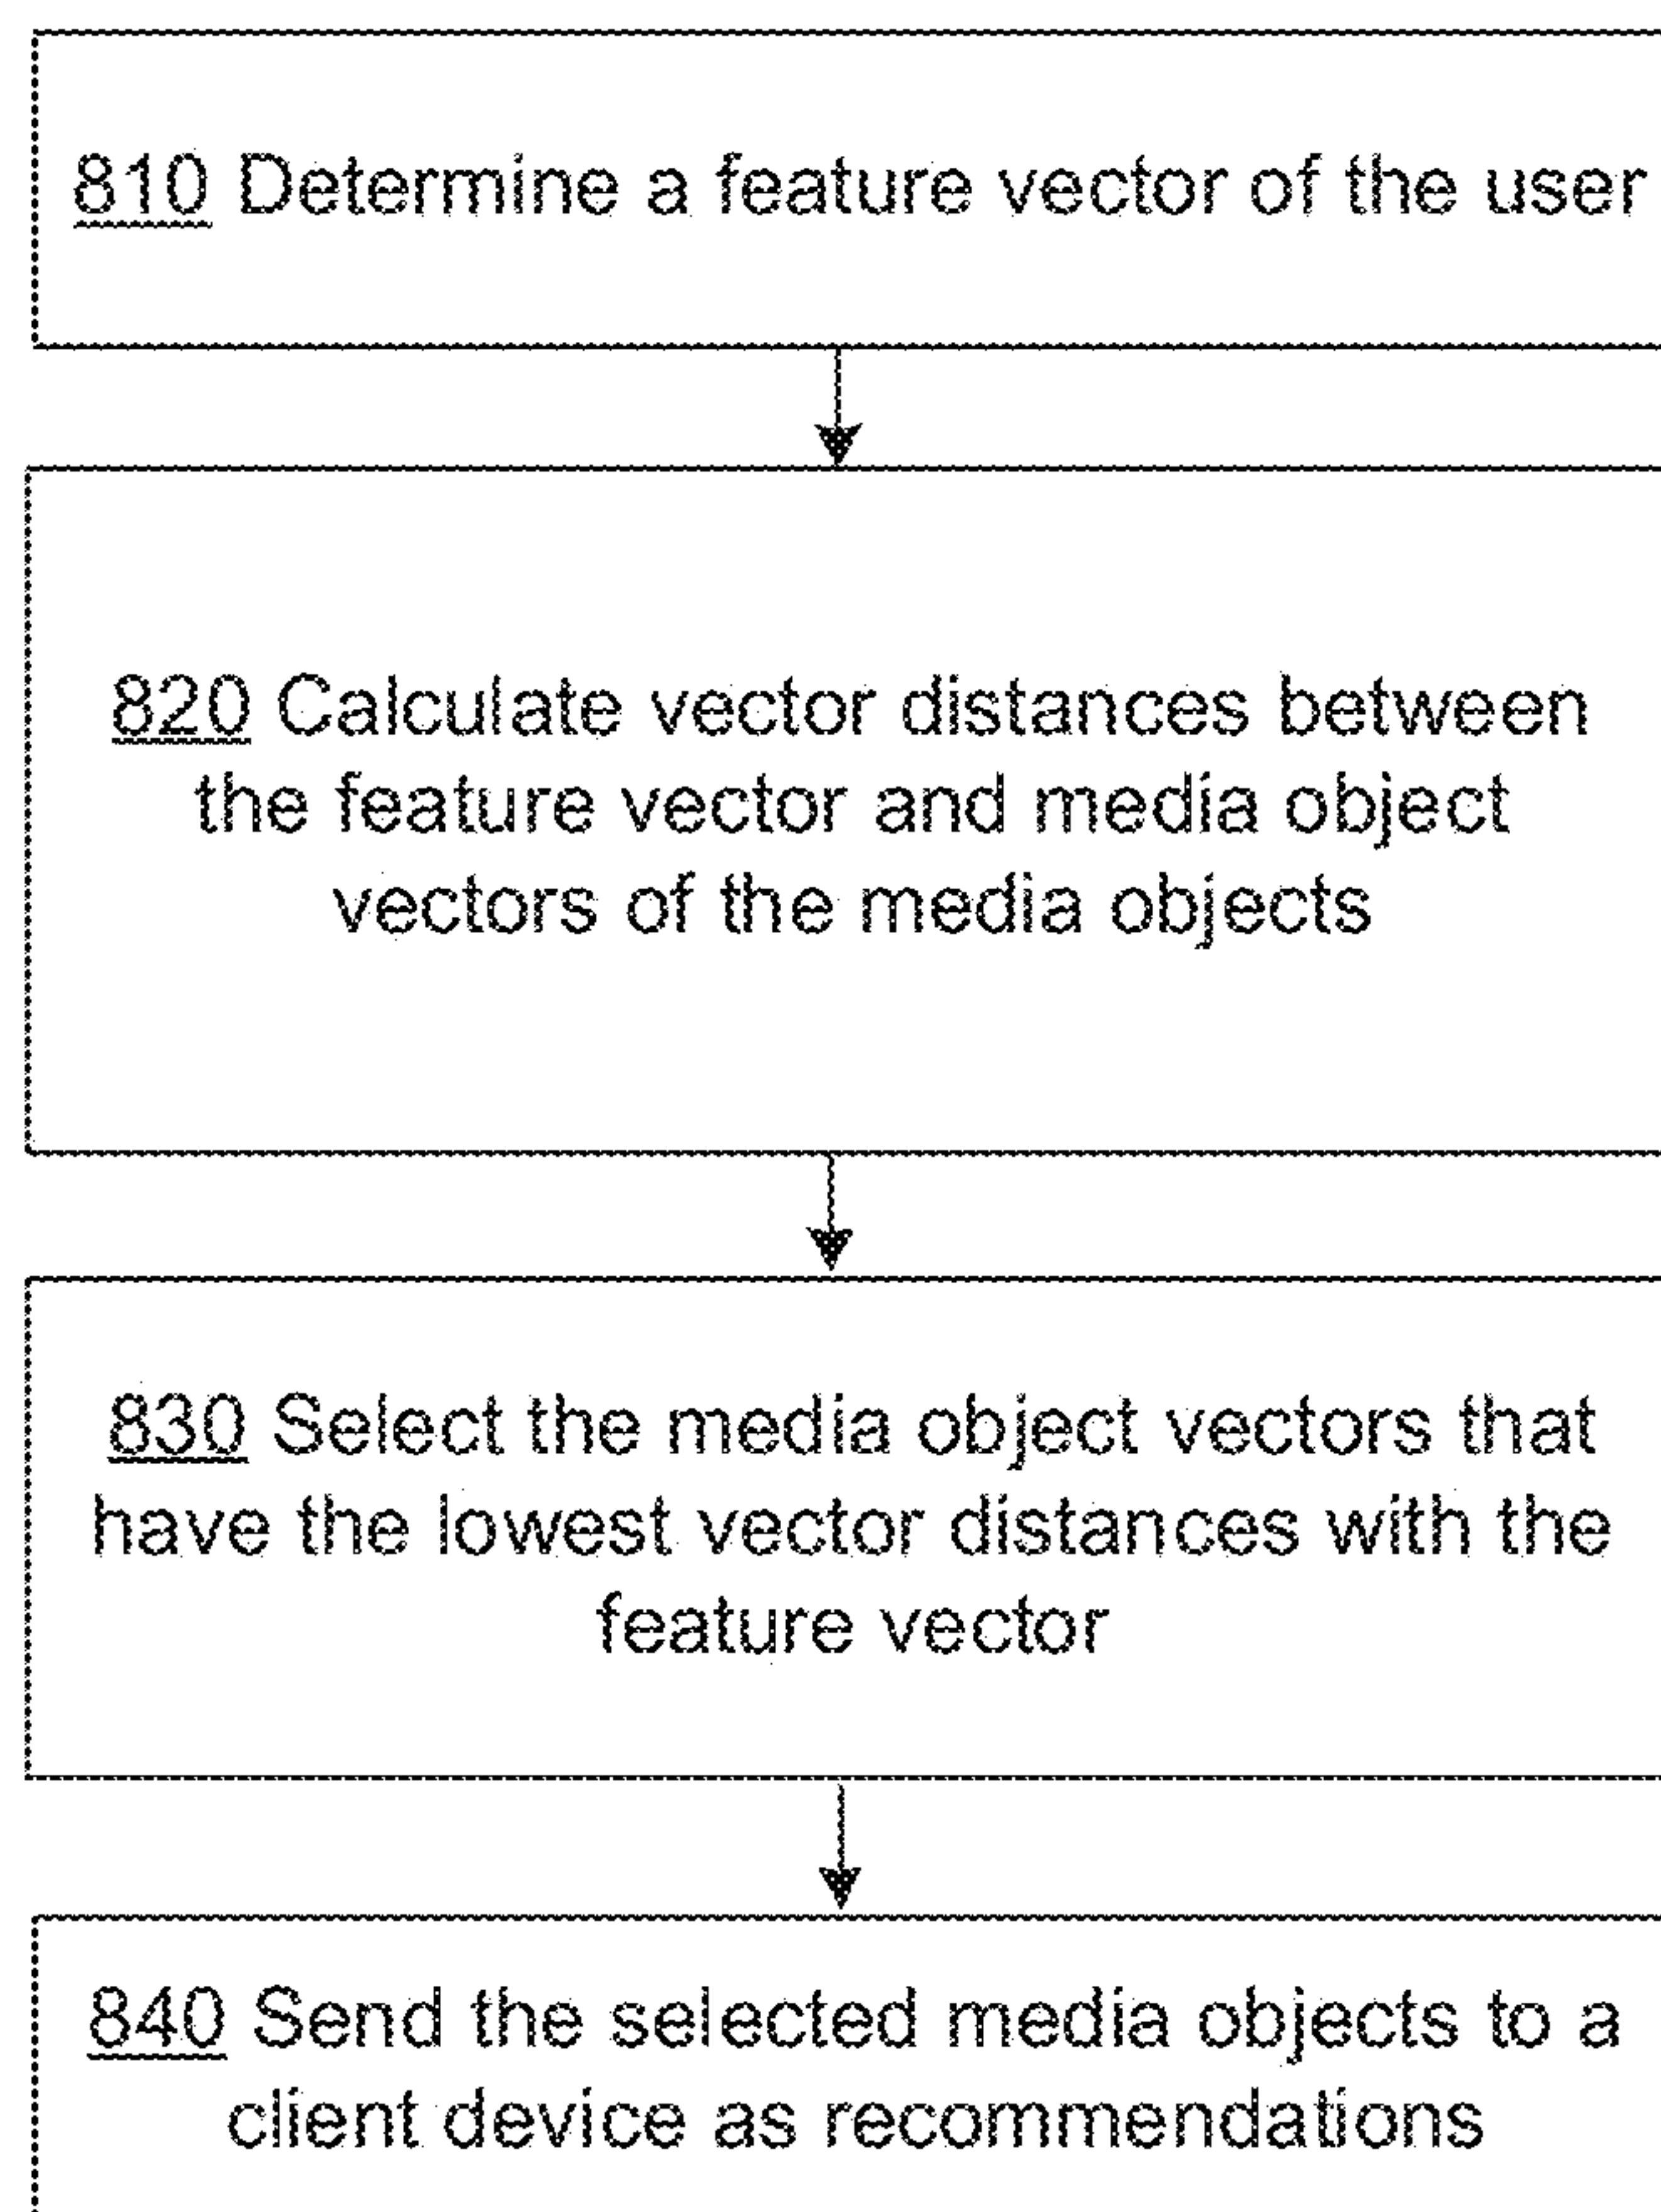 810 Determine a feature vector of the user
820 Calculate vector distances between
the feature vector and media object
vectors of the media objects
830 Select the media object vectors that
have the lowest vector distances with the
feature vector
840 Send the selected media objects to a
client device as recommendations